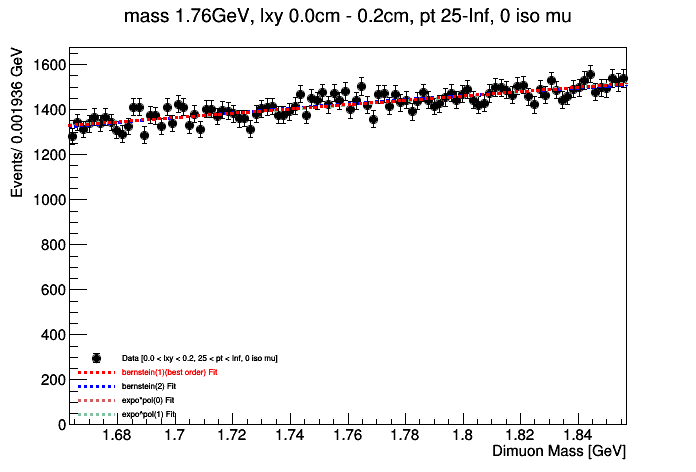 mass 1.76GeV, lxy 0.0cm - 0.2cm, pt 25-Inf, 0 iso mu
Events/ 0.001936 GeV
1600
1400
1200
1000
800
600
400
200
0
Data [0.0 < lxy < 0.2, 25 < pt < Inf, 0 iso mu]
bernstein(1)(best order) Fit
bernstein(2) Fit
expo*pol(0) Fit
expo*pol(1) Fit
1.68 1.7 1.72 1.74 1.76 1.78 1.8 1.82 1.84
Dimuon Mass [GeV]